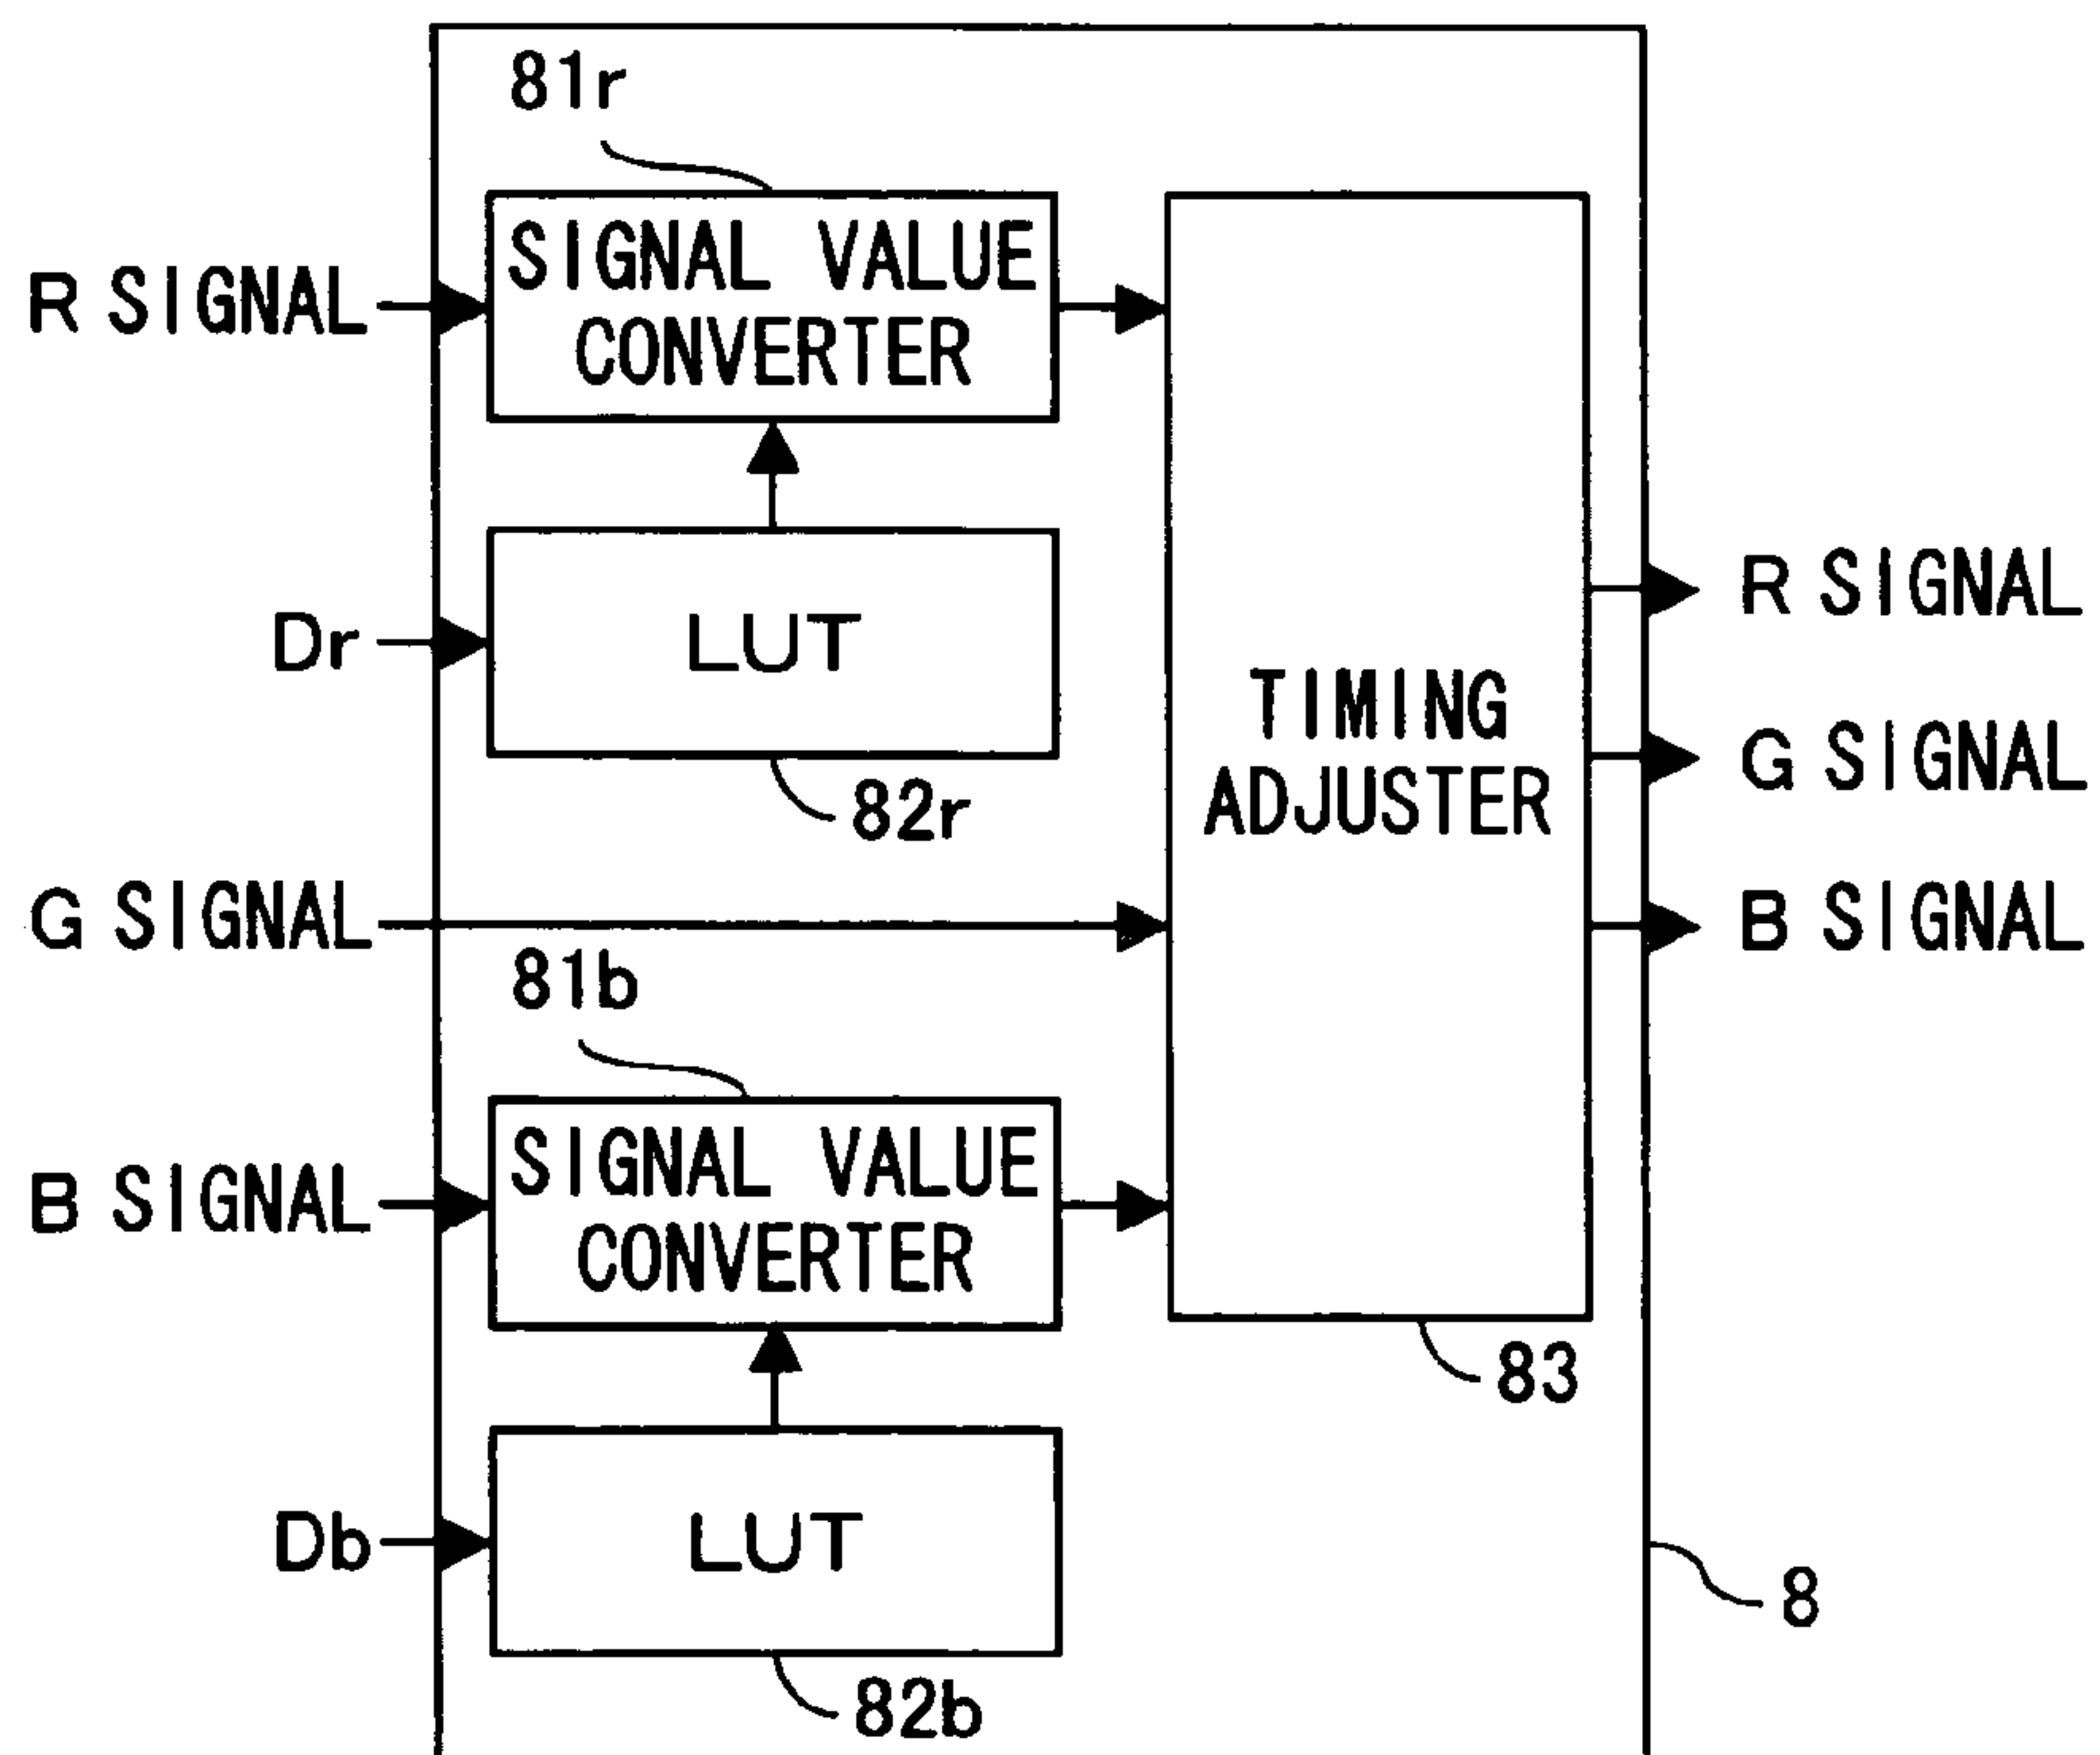 81r
SIGNAL VALUE
CONVERTER
R SIGNAL
Dr
LUT
82r
G SIGNAL
81b
SIGNAL VALUE
CONVERTER
B SIGNAL
Db
LUT
82b
TIMING
ADJUSTER
83
R SIGNAL
G SIGNAL
B SIGNAL
8